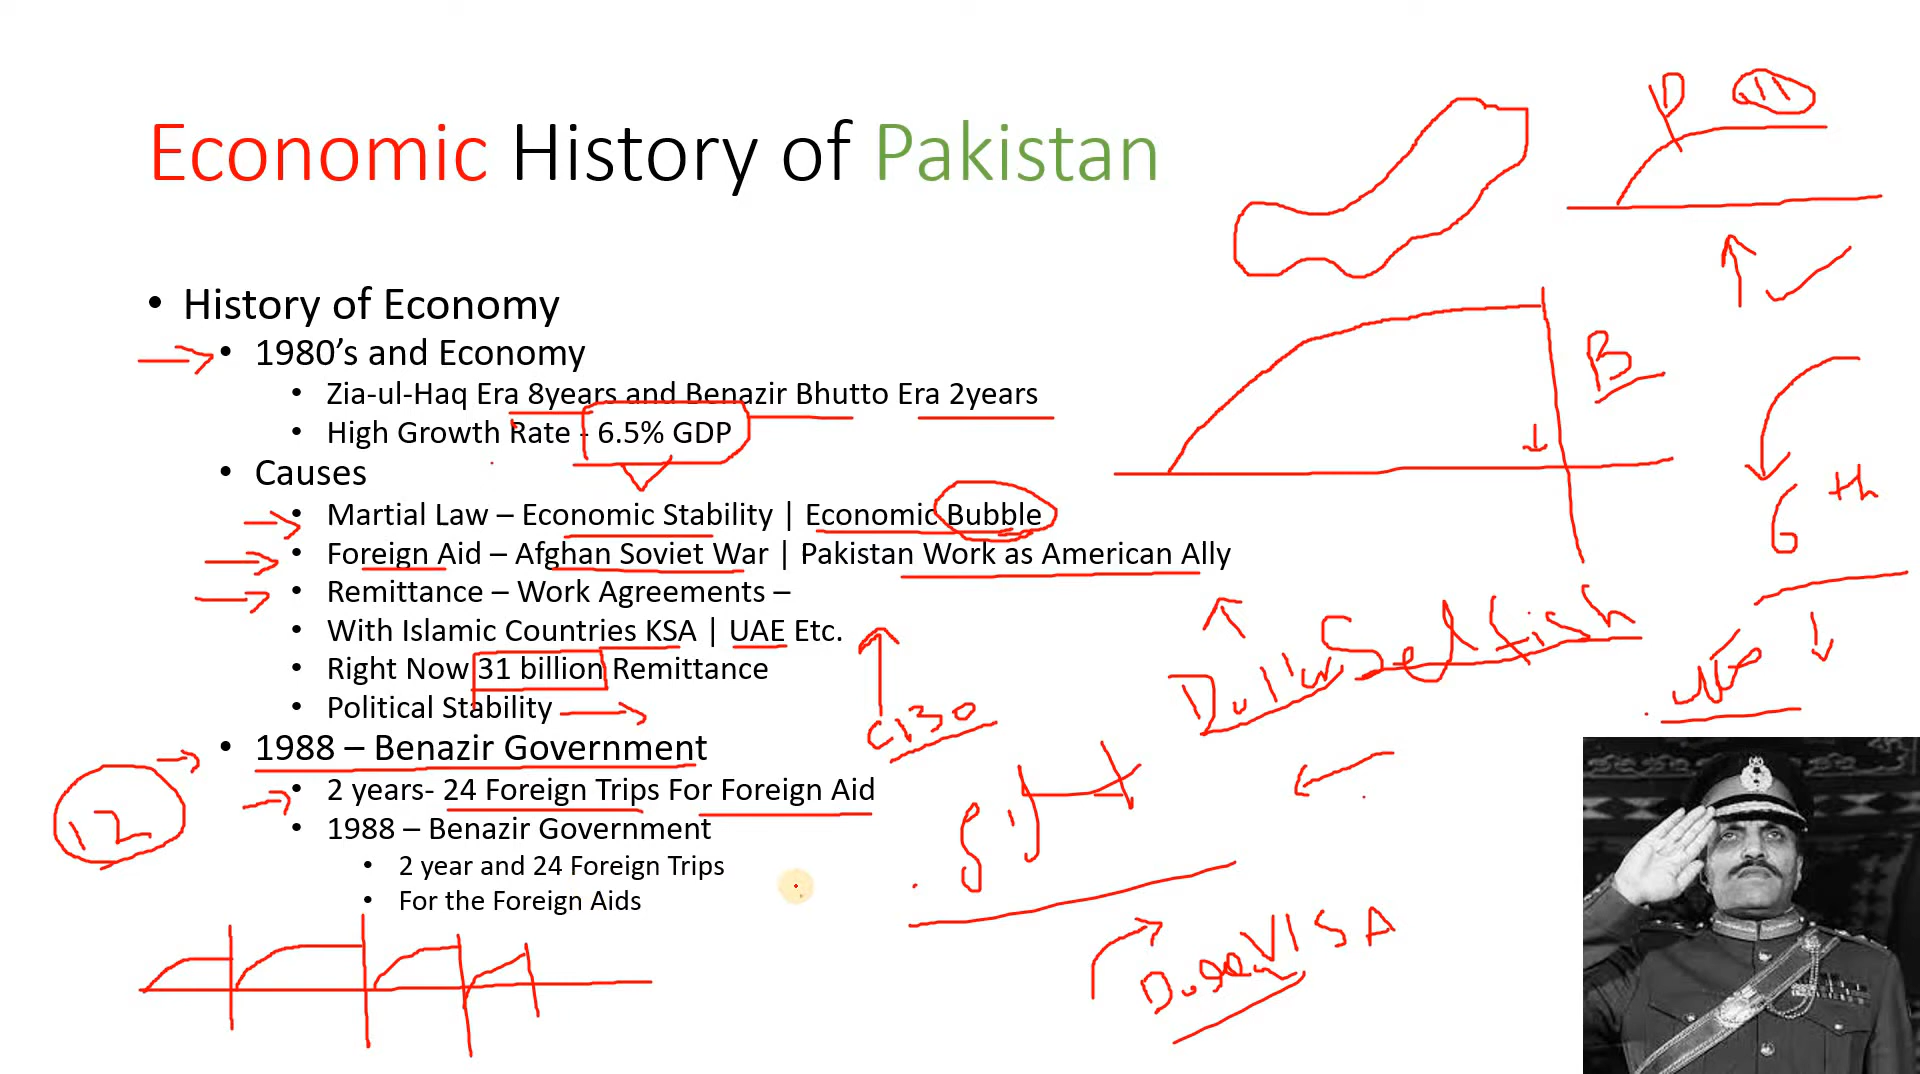 Economic History of Pakistan
• History of Economy
• 1980’s and Economy
• Zia-ul-Haq Era 8years and Benazir Bhutto Era 2years
• High Growth Rate - 6.5% GDP
• Causes
• Martial Law – Economic Stability | Economic Bubble
• Foreign Aid – Afghan Soviet War | Pakistan Work as American Ally
• Remittance – Work Agreements –
• With Islamic Countries KSA | UAE Etc.
• Right Now 31 billion Remittance
• Political Stability
• 1988 – Benazir Government
• 2 years- 24 Foreign Trips For Foreign Aid
• 1988 – Benazir Government
• 2 year and 24 Foreign Trips
• For the Foreign Aids
12
D
B
6th
Selfish
Dollar
C130
VISA